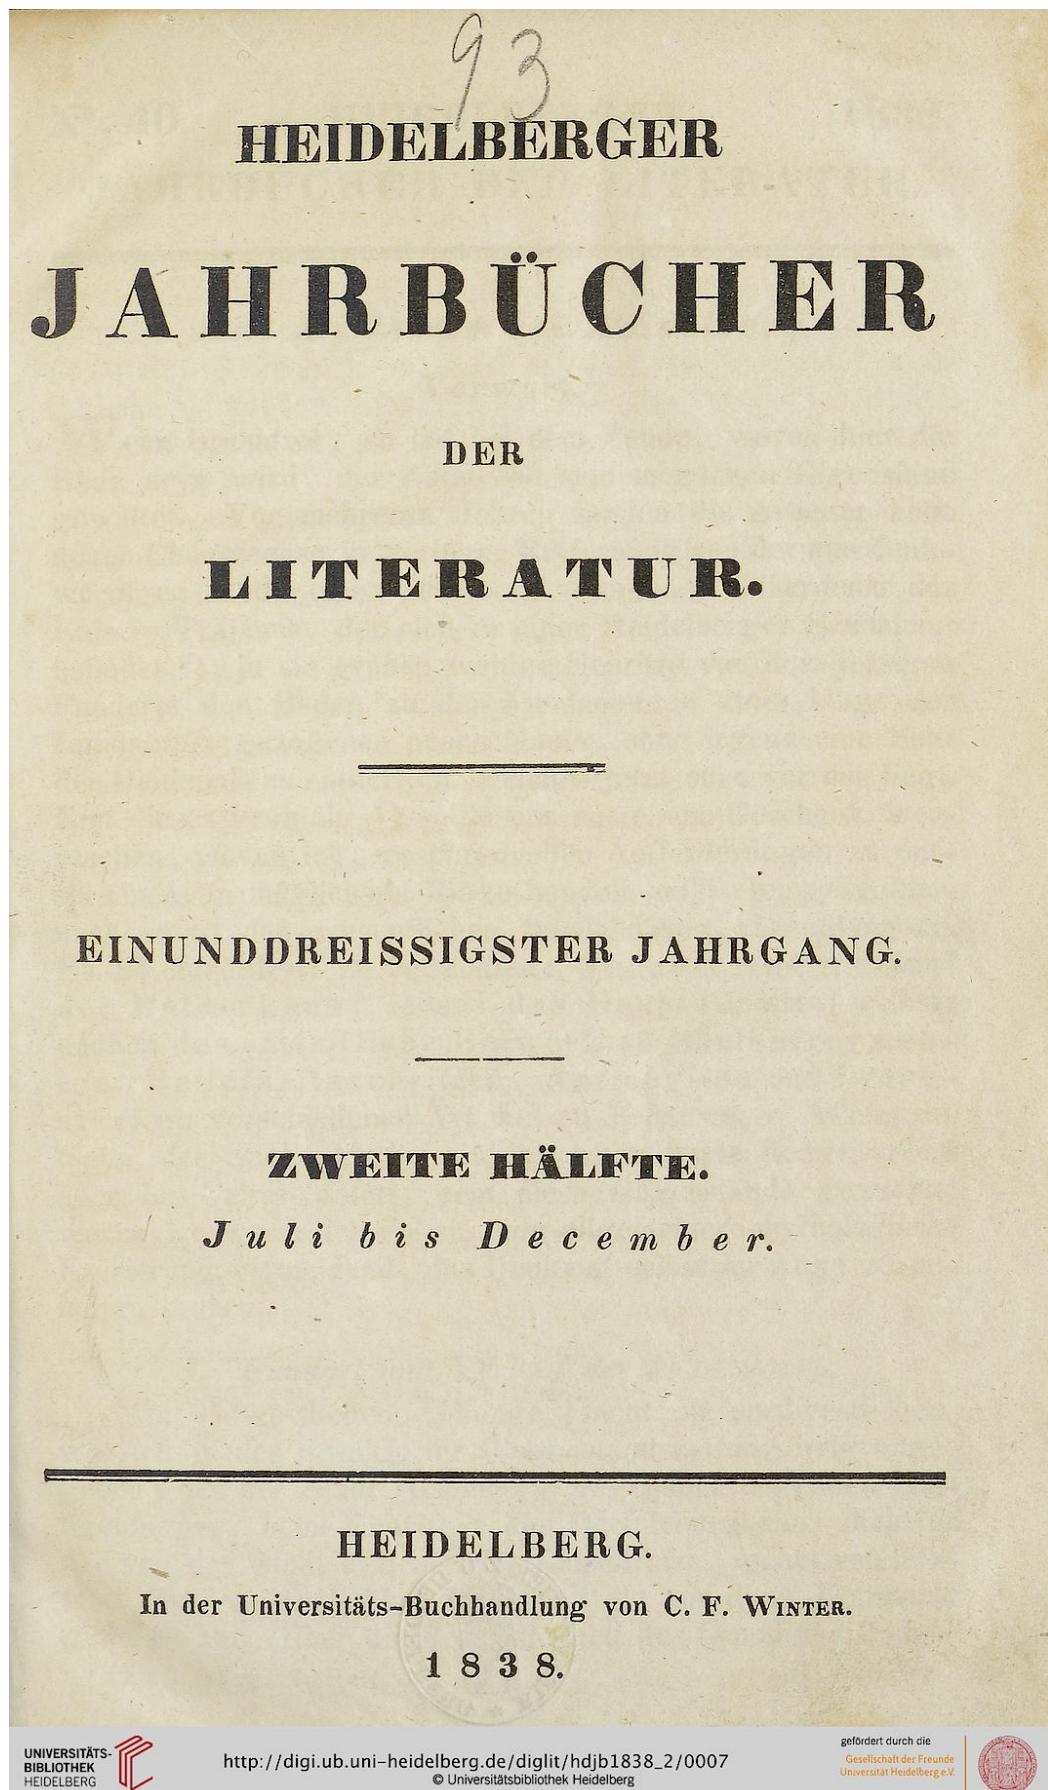 93
HEIDELBERGER
JAHRBÜCHER
DER
LITERATUR.
EINUNDDREISSIGSTER JAHRGANG.
ZWEITE HÄLFTE.
Juli bis December.
HEIDELBERG.
In der Universitäts-Buchhandlung von C. F. WINTER.
1838.
UNIVERSITÄTS-
BIBLIOTHEK
HEIDELBERG
http://digi.ub.uni-heidelberg.de/diglit/hdjb1838_2/0007
© Universitätsbibliothek Heidelberg
gefördert durch die
Gesellschaft der Freunde
Universität Heidelberg e.V.